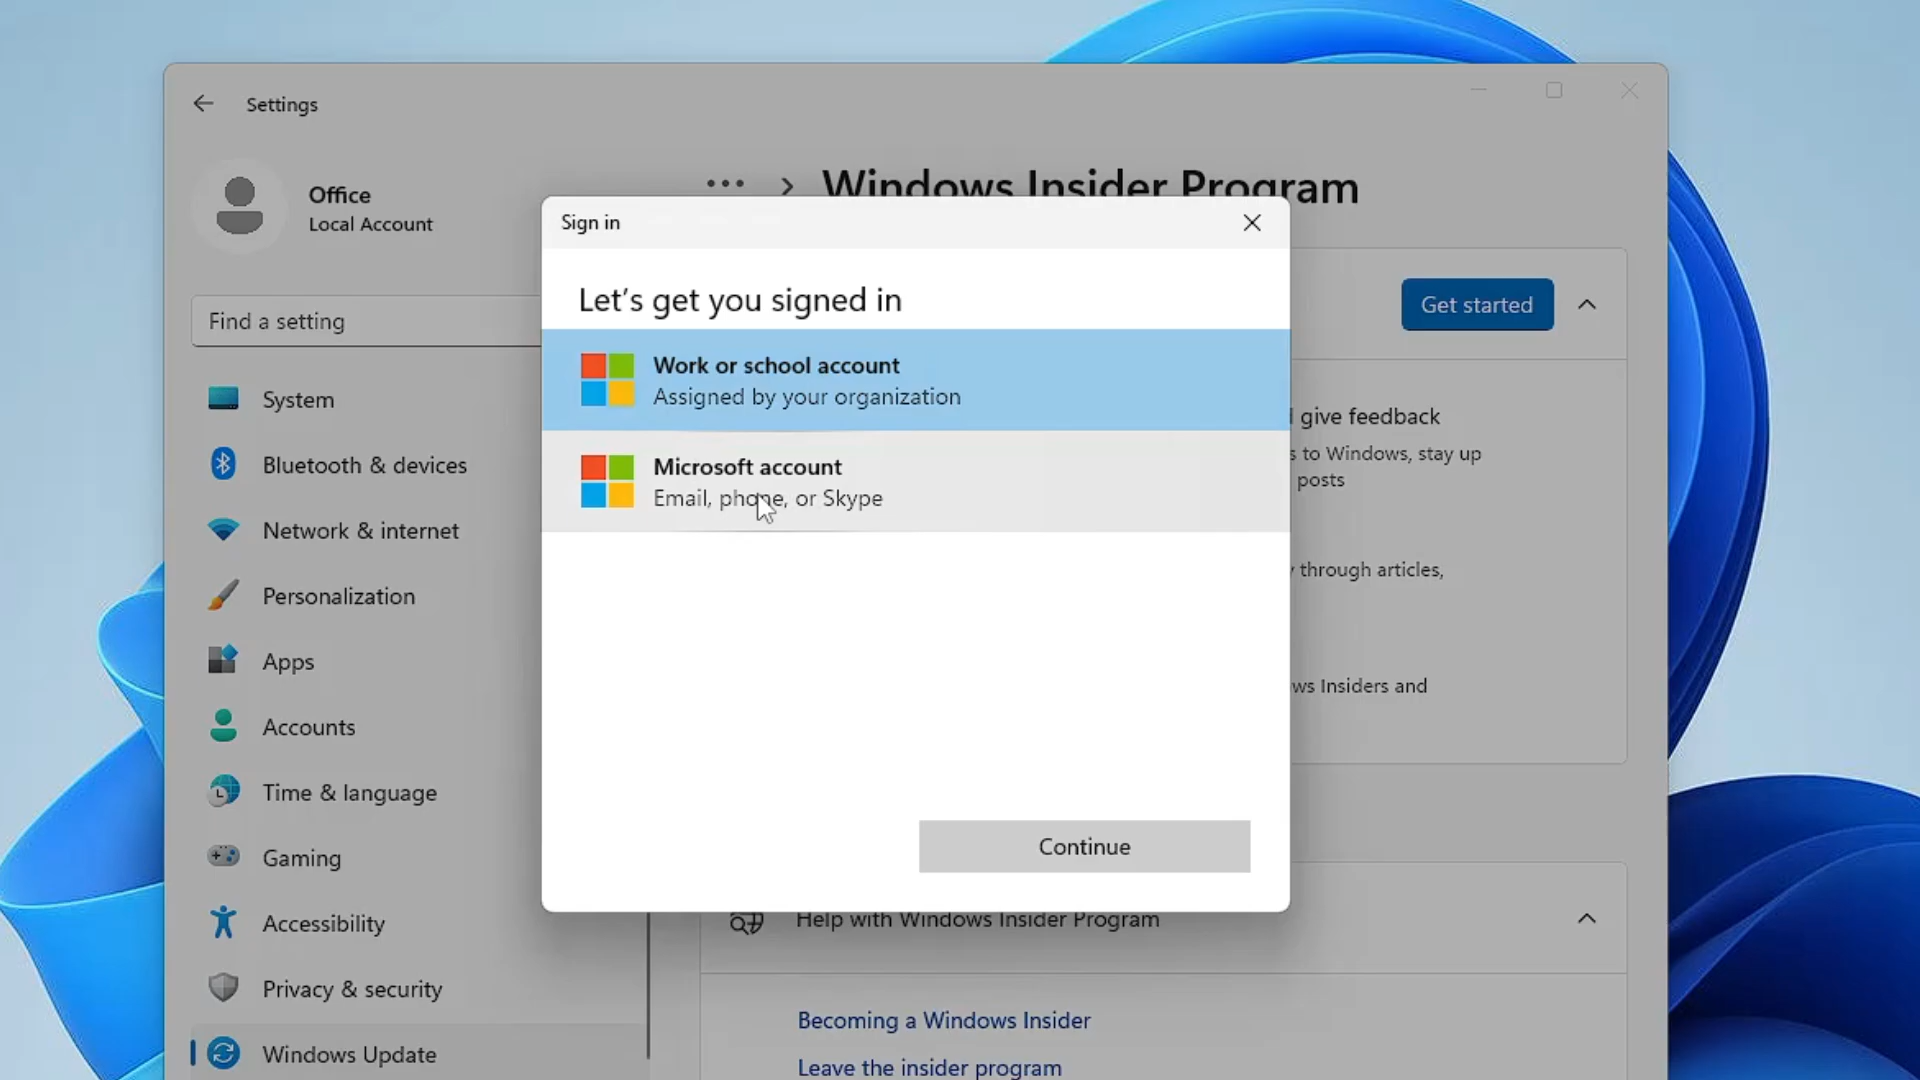 Settings
Office
Local Account
Find a setting
System
Bluetooth & devices
Network & internet
Personalization
Apps
Accounts
Time & language
Gaming
Accessibility
Privacy & security
Windows Update
... > Windows Insider Program
Get started
give feedback
s to Windows, stay up
posts
through articles,
ws Insiders and
Sign in
Let's get you signed in
Work or school account
Assigned by your organization
Microsoft account
Email, phone, or Skype
Continue
Help with Windows Insider Program
Becoming a Windows Insider
Leave the insider program